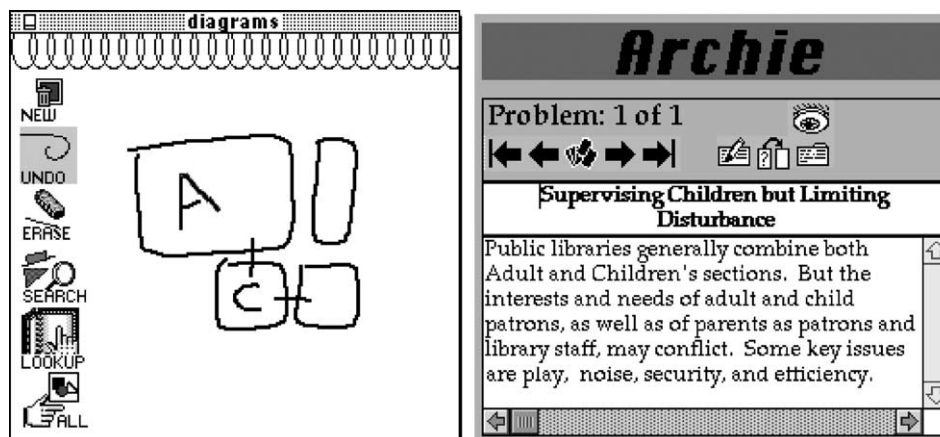 diagrams
NEW
UNDO
ERASE
SEARCH
LOOKUP
ALL
A
C
Archie
Problem: 1 of 1
Supervising Children but Limiting
Disturbance
Public libraries generally combine both
Adult and Children's sections. But the
interests and needs of adult and child
patrons, as well as of parents as patrons and
library staff, may conflict. Some key issues
are play, noise, security, and efficiency.